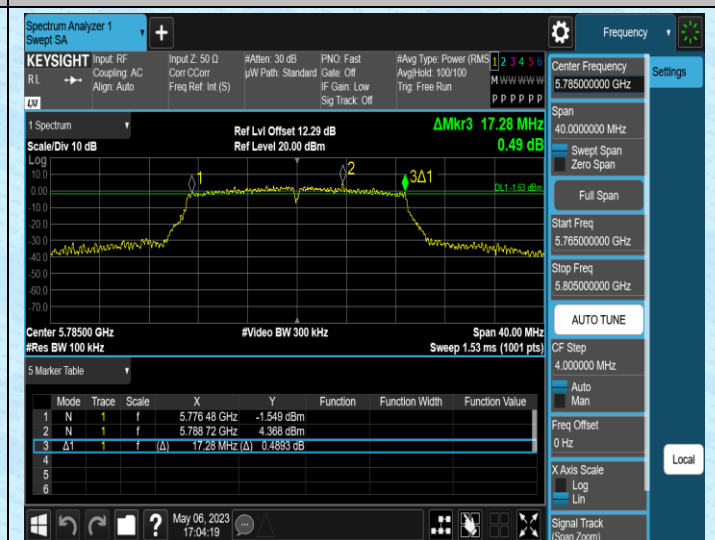 Spectrum Analyzer 1
Swept SA
+
Frequency
KEYSIGHT
RL
LXI
Input: RF
Coupling: AC
Align: Auto
Input Z: 50 Ω
Corr CCorr
Freq Ref: Int (S)
#Atten: 30 dB
µW Path: Standard
PNO: Fast
Gate: Off
IF Gain: Low
Sig Track: Off
#Avg Type: Power (RMS
Avg|Hold: 100/100
Trig: Free Run
1 2 3 4 5 6
M W W W W W
P P P P P P
Center Frequency
5.785000000 GHz
Settings
1 Spectrum
Scale/Div 10 dB
Ref Lvl Offset 12.29 dB
Ref Level 20.00 dBm
ΔMkr3 17.28 MHz
0.49 dB
Log
10.0
0.00
-10.0
-20.0
-30.0
-40.0
-50.0
-60.0
-70.0
1
2
3Δ1
DL1 -1.63 dBm
Center 5.78500 GHz
#Res BW 100 kHz
#Video BW 300 kHz
Span 40.00 MHz
Sweep 1.53 ms (1001 pts)
Span
40.0000000 MHz
Swept Span
Zero Span
Full Span
Start Freq
5.765000000 GHz
Stop Freq
5.805000000 GHz
AUTO TUNE
CF Step
4.000000 MHz
Auto
Man
Freq Offset
0 Hz
X Axis Scale
Log
Lin
Signal Track
(Span Zoom)
Local
5 Marker Table
Mode Trace Scale X Y Function Function Width Function Value
1 N 1 f 5.776 48 GHz -1.549 dBm
2 N 1 f 5.788 72 GHz 4.368 dBm
3 Δ1 1 f (Δ) 17.28 MHz (Δ) 0.4893 dB
4
5
6
?
May 06, 2023
17:04:19